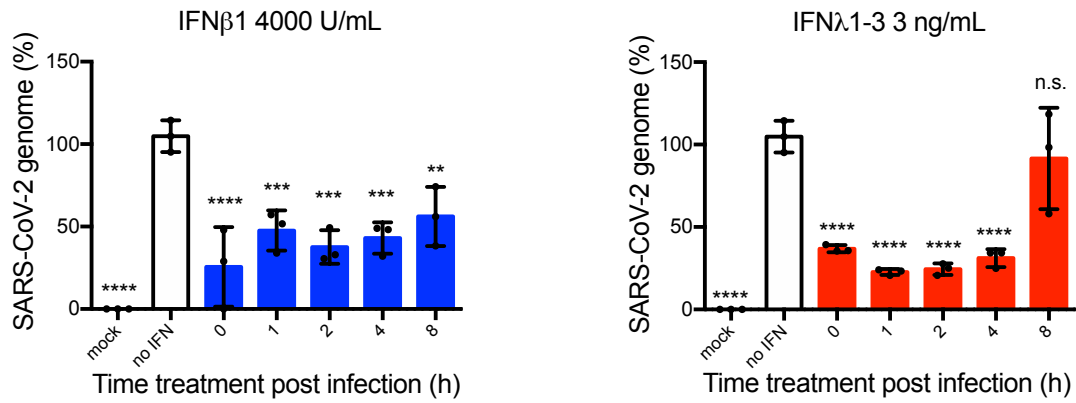 IFNβ1 4000 U/mL
SARS-CoV-2 genome (%)
150
100
50
0
****
****
***
***
***
**
mock
no IFN
0
1
2
4
8
Time treatment post infection (h)
IFNλ1-3 3 ng/mL
SARS-CoV-2 genome (%)
150
100
50
0
****
****
****
****
****
n.s.
mock
no IFN
0
1
2
4
8
Time treatment post infection (h)